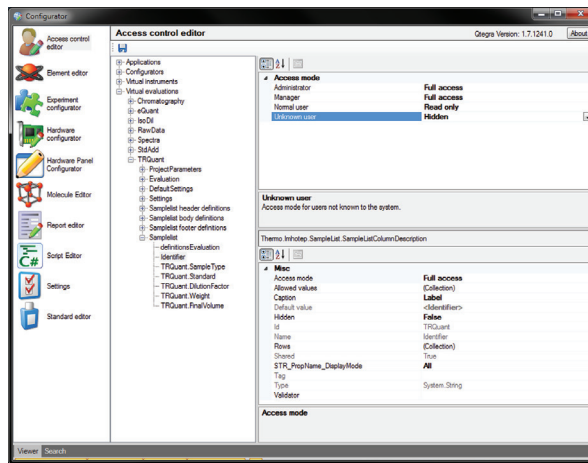 Configurator
Access control editor
Element editor
Experiment configurator
Hardware configurator
Hardware Panel Configurator
Molecule Editor
Report editor
Script Editor
C#
Settings
Standard editor
Access control editor
Qtegra Version: 1.7.1241.0 About
Applications
Configurators
Virtual instruments
Virtual evaluations
Chromatography
eQuant
IsoDil
RawData
Spectra
StdAdd
TRQuant
ProjectParameters
Evaluation
DefaultSettings
Settings
Samplelist header definitions
Samplelist body definitions
Samplelist footer definitions
Samplelist
definitionsEvaluation
Identifier
TRQuant.SampleType
TRQuant.Standard
TRQuant.DilutionFactor
TRQuant.Weight
TRQuant.FinalVolume
Access mode
Administrator Full access
Manager Full access
Normal user Read only
Unknown user Hidden
Unknown user
Access mode for users not known to the system.
Thermo.Imhotep.SampleList.SampleListColumnDescription
Misc
Access mode Full access
Allowed values (Collection)
Caption Label
Default value <Identifier>
Hidden False
Id TRQuant
Name Identifier
Rows (Collection)
Shared True
STR_PropName_DisplayMode All
Tag
Type System.String
Validator
Access mode
Viewer Search